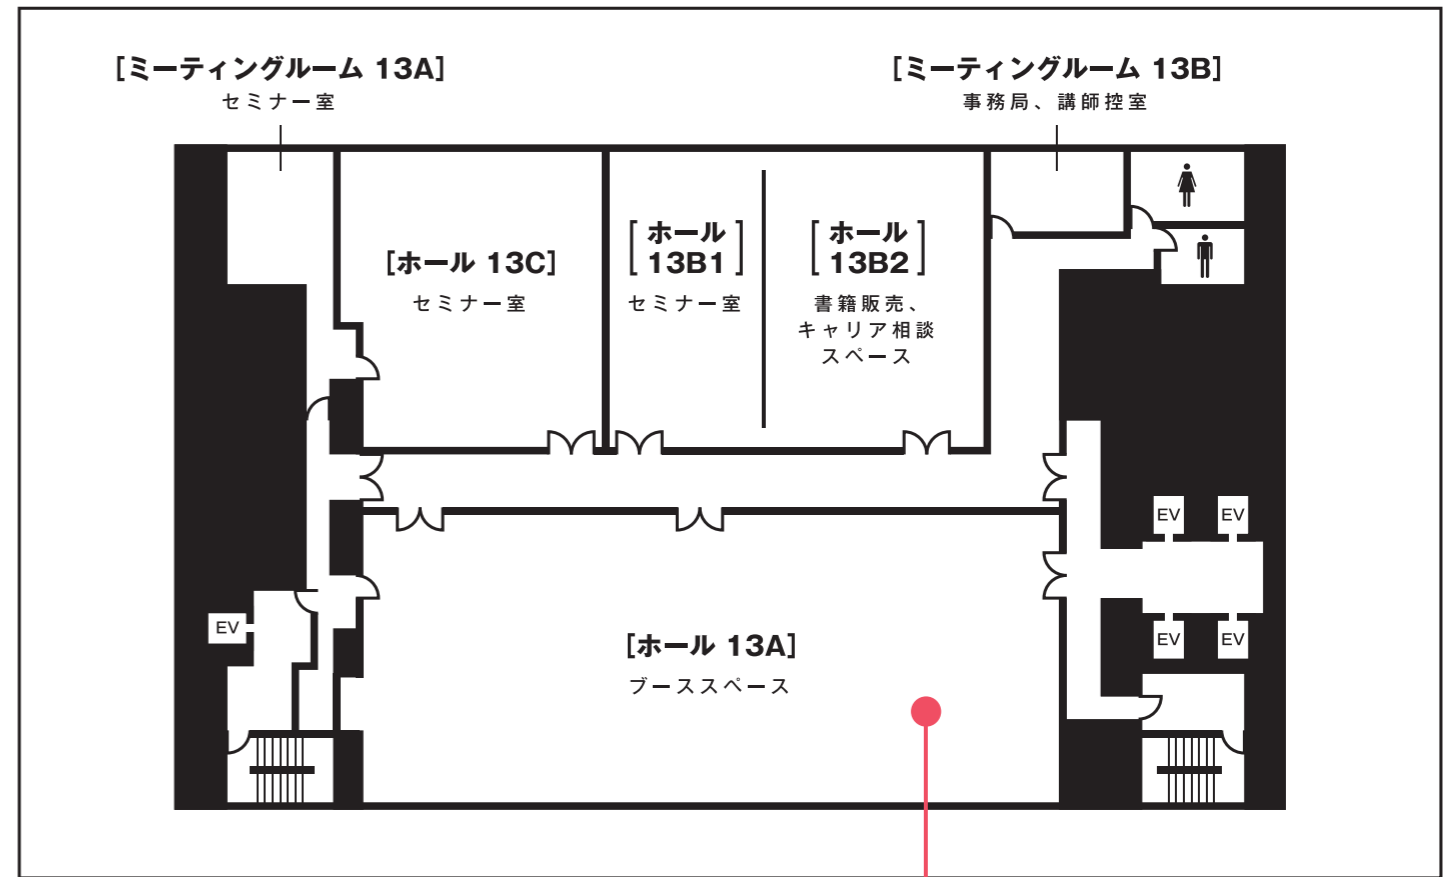 [ミーティングルーム 13A]
セミナー室
[ミーティングルーム 13B]
事務局、講師控室
[ホール 13C]
セミナー室
[ホール
13B1]
セミナー室
[ホール
13B2]
書籍販売、
キャリア相談
スペース
EV
EV
EV
EV
EV
[ホール 13A]
ブーススペース